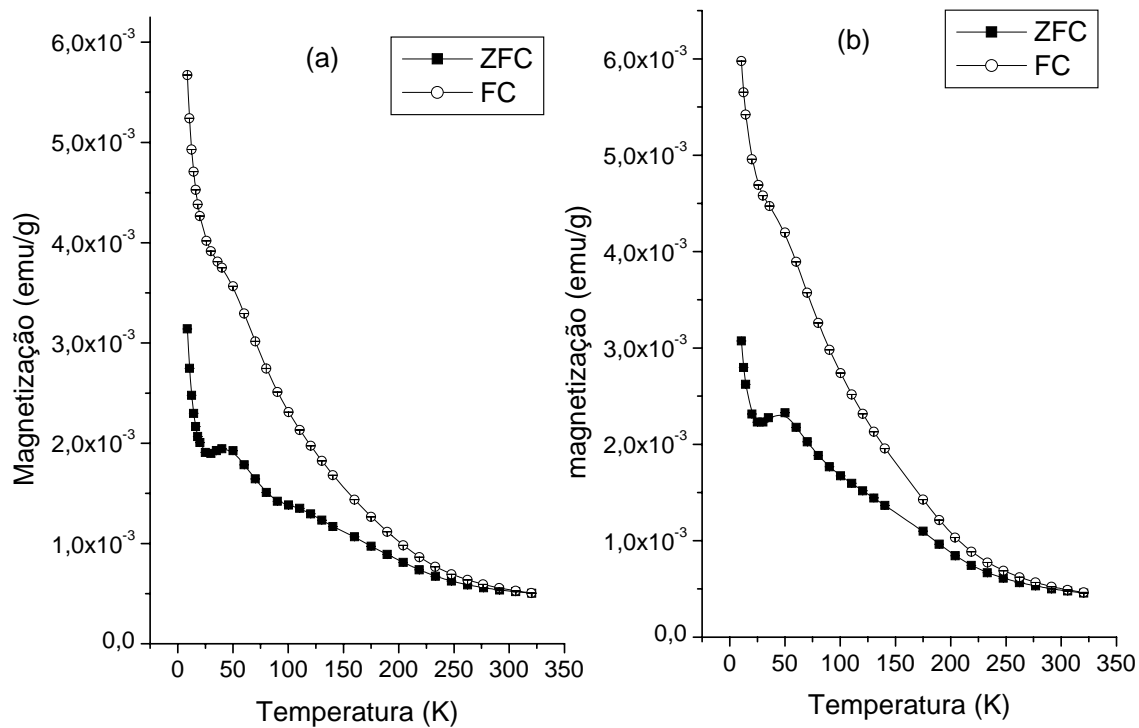 (a)
ZFC
FC
6,0x10-3
5,0x10-3
4,0x10-3
3,0x10-3
2,0x10-3
1,0x10-3
0,0
Magnetização (emu/g)
0 50 100 150 200 250 300 350
Temperatura (K)
(b)
ZFC
FC
6,0x10-3
5,0x10-3
4,0x10-3
3,0x10-3
2,0x10-3
1,0x10-3
0,0
magnetização (emu/g)
0 50 100 150 200 250 300 350
Temperatura (K)